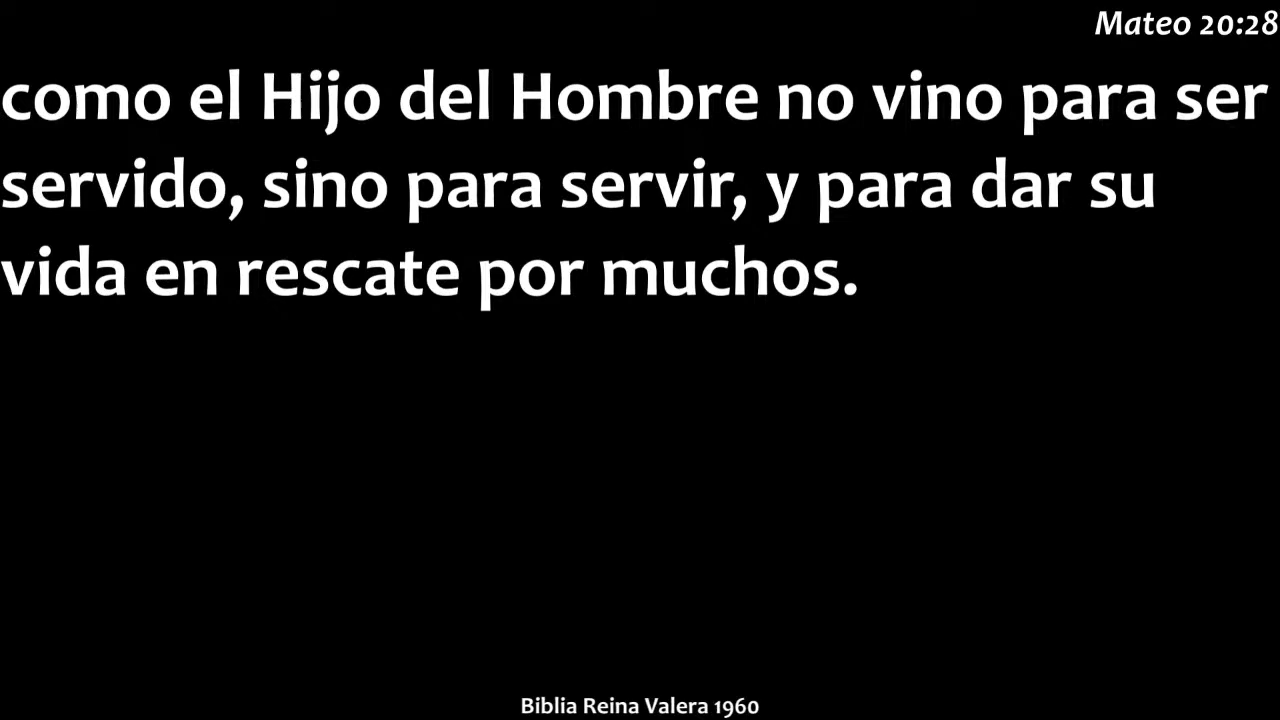 Mateo 20:28
como el Hijo del Hombre no vino para ser
servido, sino para servir, y para dar su
vida en rescate por muchos.
Biblia Reina Valera 1960